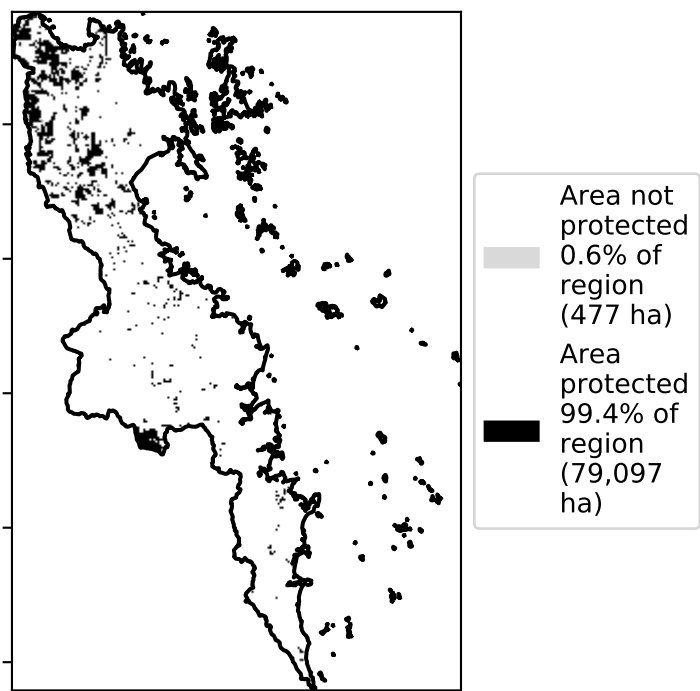 Area not
protected
0.6% of
region
(477 ha)
Area
protected
99.4% of
region
(79,097
ha)